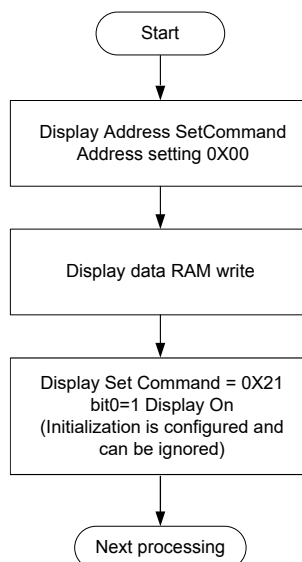 Start
Display Address SetCommand
Address setting 0X00
Display data RAM write
Display Set Command = 0X21
bit0=1 Display On
(Initialization is configured and
can be ignored)
Next processing